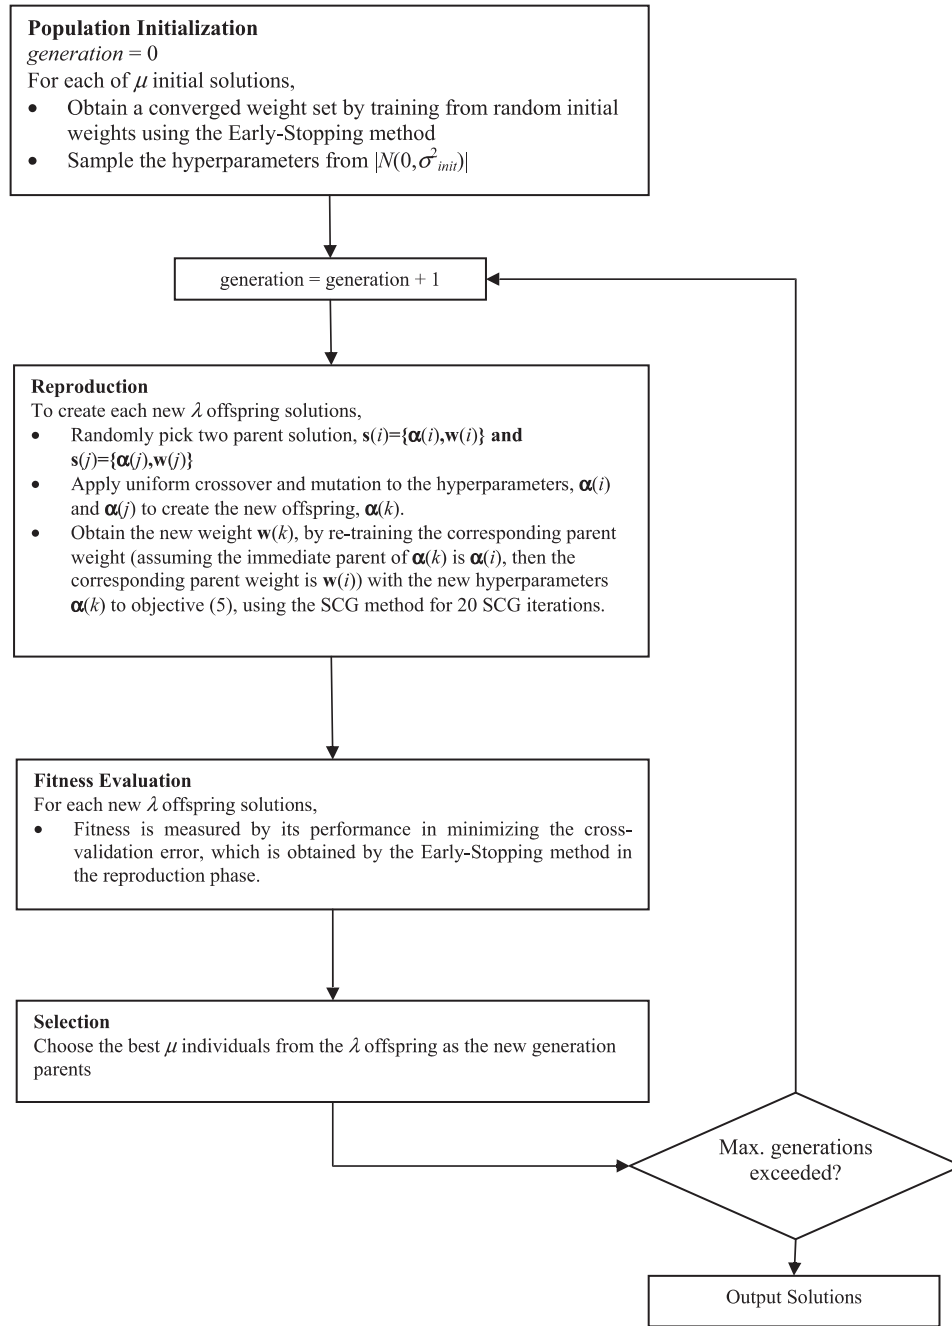 Population Initialization
generation = 0
For each of μ initial solutions,
• Obtain a converged weight set by training from random initial
weights using the Early-Stopping method
• Sample the hyperparameters from |N(0,σ²init)|
generation = generation + 1
Reproduction
To create each new λ offspring solutions,
• Randomly pick two parent solution, s(i)={α(i),w(i)} and
s(j)={α(j),w(j)}
• Apply uniform crossover and mutation to the hyperparameters, α(i)
and α(j) to create the new offspring, α(k).
• Obtain the new weight w(k), by re-training the corresponding parent
weight (assuming the immediate parent of α(k) is α(i), then the
corresponding parent weight is w(i)) with the new hyperparameters
α(k) to objective (5), using the SCG method for 20 SCG iterations.
Fitness Evaluation
For each new λ offspring solutions,
• Fitness is measured by its performance in minimizing the cross-
validation error, which is obtained by the Early-Stopping method in
the reproduction phase.
Selection
Choose the best μ individuals from the λ offspring as the new generation
parents
Max. generations
exceeded?
Output Solutions